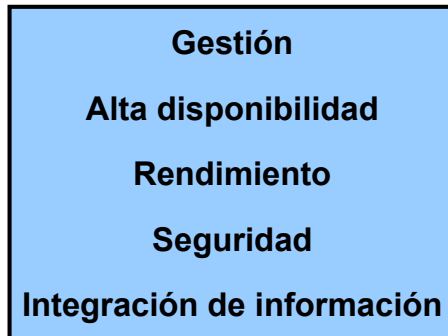 Gestión
Alta disponibilidad
Rendimiento
Seguridad
Integración de información